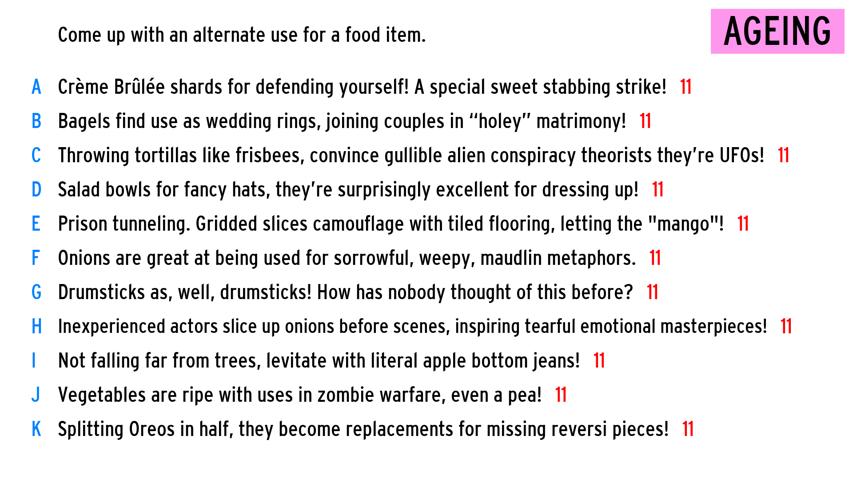 Come up with an alternate use for a food item.
AGEING
A Crème Brûlée shards for defending yourself! A special sweet stabbing strike! 11
B Bagels find use as wedding rings, joining couples in “holey” matrimony! 11
C Throwing tortillas like frisbees, convince gullible alien conspiracy theorists they’re UFOs! 11
D Salad bowls for fancy hats, they’re surprisingly excellent for dressing up! 11
E Prison tunneling. Gridded slices camouflage with tiled flooring, letting the "mango"! 11
F Onions are great at being used for sorrowful, weepy, maudlin metaphors. 11
G Drumsticks as, well, drumsticks! How has nobody thought of this before? 11
H Inexperienced actors slice up onions before scenes, inspiring tearful emotional masterpieces! 11
I Not falling far from trees, levitate with literal apple bottom jeans! 11
J Vegetables are ripe with uses in zombie warfare, even a pea! 11
K Splitting Oreos in half, they become replacements for missing reversi pieces! 11